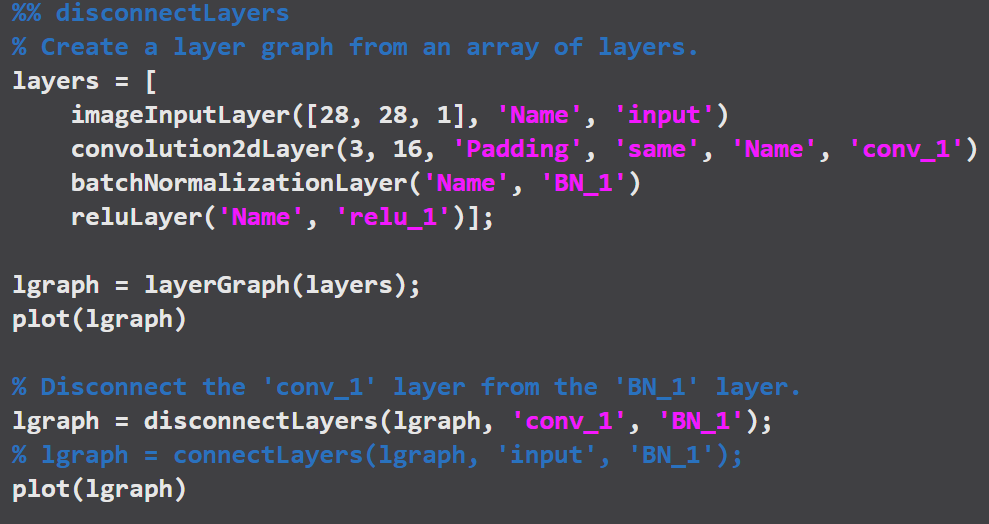 %% disconnectLayers
% Create a layer graph from an array of layers.
layers = [
    imageInputLayer([28, 28, 1], 'Name', 'input')
    convolution2dLayer(3, 16, 'Padding', 'same', 'Name', 'conv_1')
    batchNormalizationLayer('Name', 'BN_1')
    reluLayer('Name', 'relu_1')];

lgraph = layerGraph(layers);
plot(lgraph)

% Disconnect the 'conv_1' layer from the 'BN_1' layer.
lgraph = disconnectLayers(lgraph, 'conv_1', 'BN_1');
% lgraph = connectLayers(lgraph, 'input', 'BN_1');
plot(lgraph)